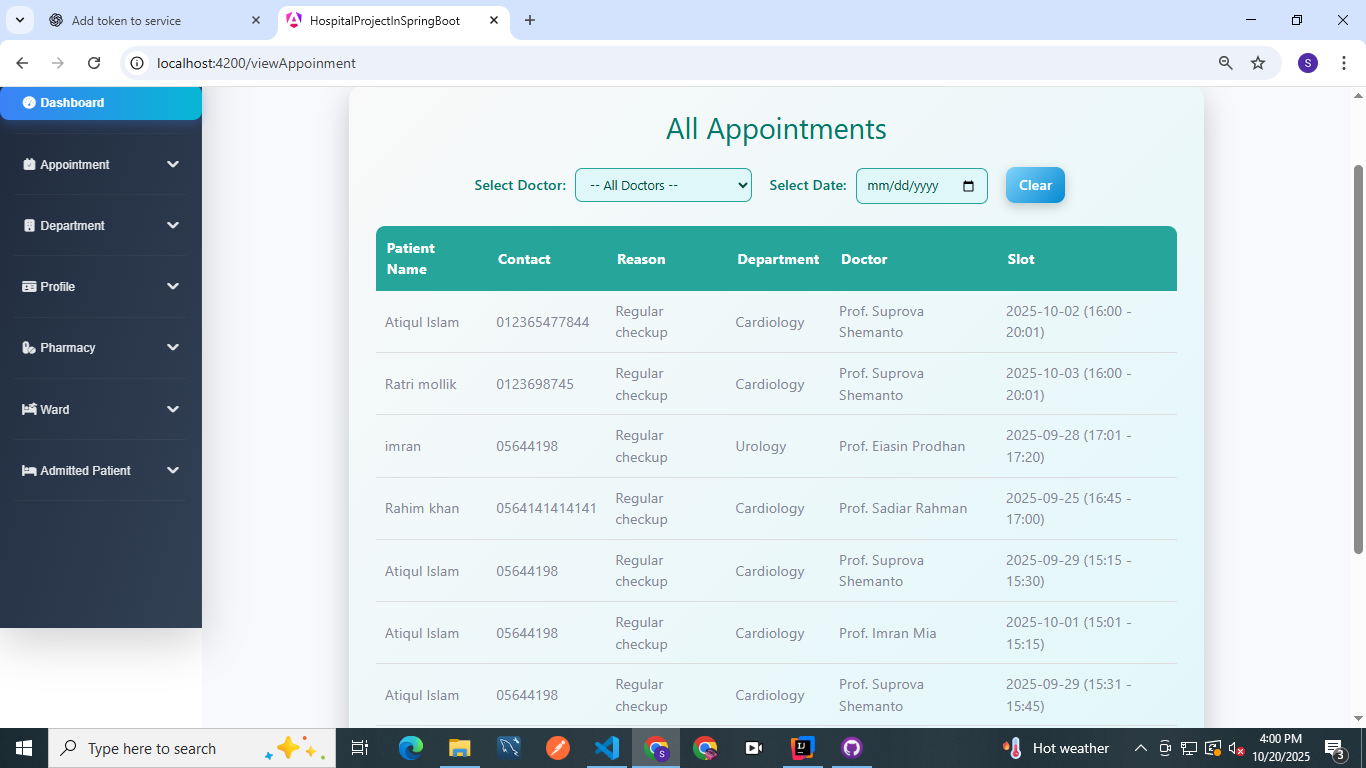 Add token to service
HospitalProjectInSpringBoot
localhost:4200/viewAppoinment
S
Dashboard
Appointment
Department
Profile
Pharmacy
Ward
Admitted Patient
All Appointments
Select Doctor: -- All Doctors -- Select Date: mm/dd/yyyy Clear
Patient Name Contact Reason Department Doctor Slot
Atiqul Islam 012365477844 Regular checkup Cardiology Prof. Suprova Shemanto 2025-10-02 (16:00 - 20:01)
Ratri mollik 0123698745 Regular checkup Cardiology Prof. Suprova Shemanto 2025-10-03 (16:00 - 20:01)
imran 05644198 Regular checkup Urology Prof. Eiasin Prodhan 2025-09-28 (17:01 - 17:20)
Rahim khan 0564141414141 Regular checkup Cardiology Prof. Sadiar Rahman 2025-09-25 (16:45 - 17:00)
Atiqul Islam 05644198 Regular checkup Cardiology Prof. Suprova Shemanto 2025-09-29 (15:15 - 15:30)
Atiqul Islam 05644198 Regular checkup Cardiology Prof. Imran Mia 2025-10-01 (15:01 - 15:15)
Atiqul Islam 05644198 Regular checkup Cardiology Prof. Suprova Shemanto 2025-09-29 (15:31 - 15:45)
Type here to search
Hot weather
4:00 PM
10/20/2025
3